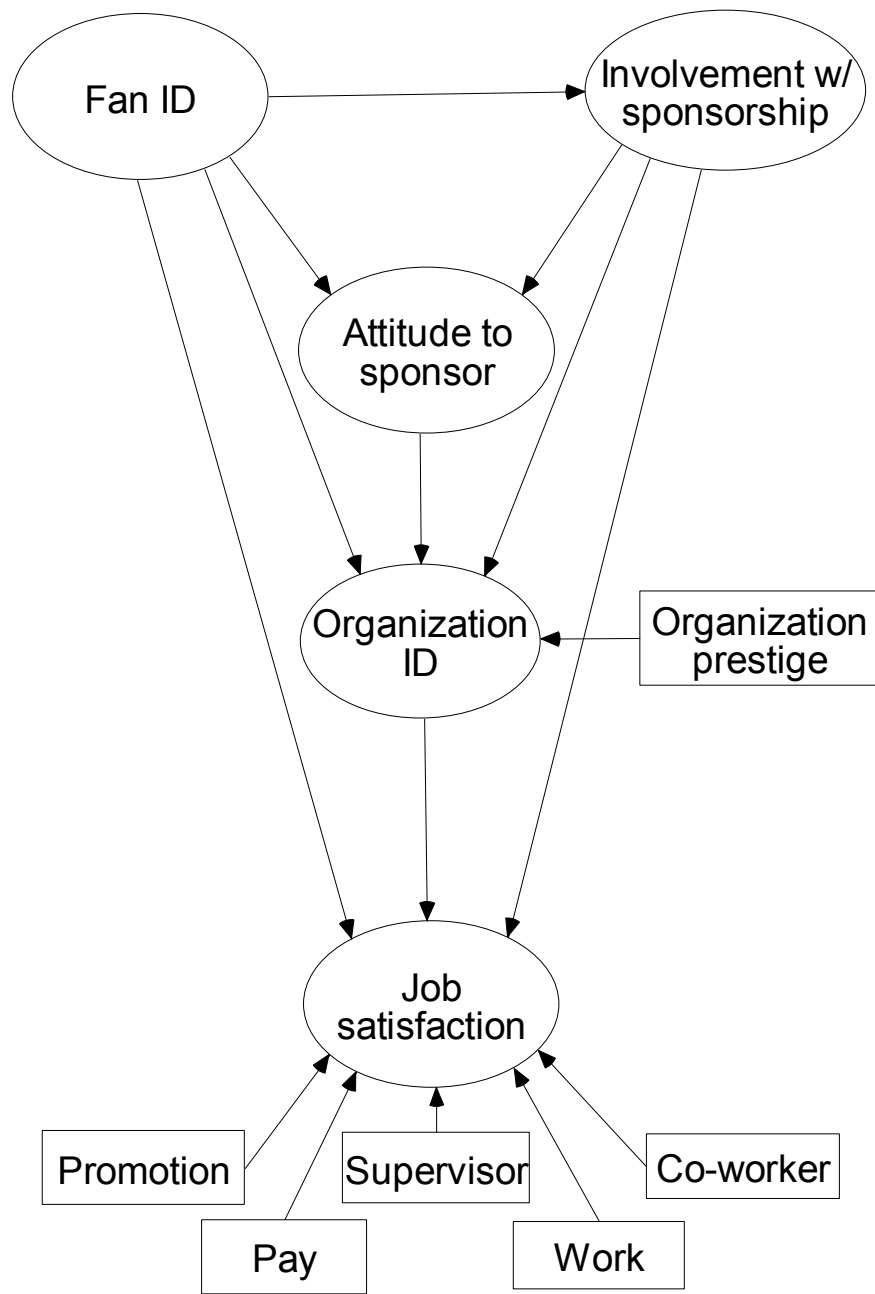 Fan ID
Involvement w/
sponsorship
Attitude to
sponsor
Organization
ID
Organization
prestige
Job
satisfaction
Promotion
Supervisor
Co-worker
Pay
Work